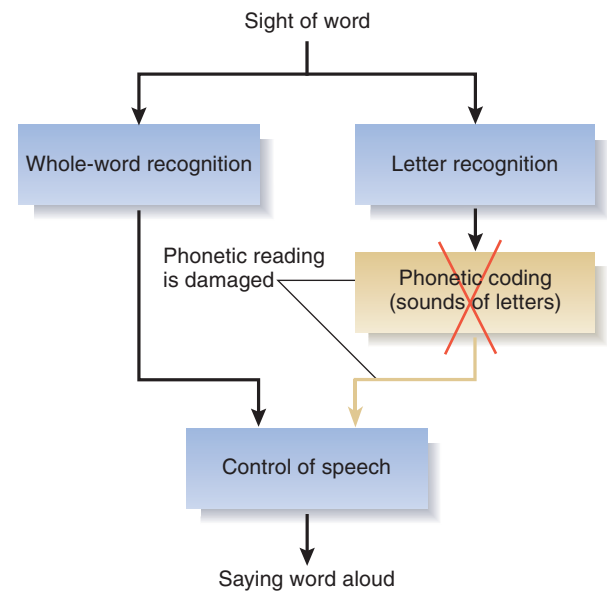 Sight of word
Whole-word recognition
Letter recognition
Phonetic reading
is damaged
Phonetic coding
(sounds of letters)
Control of speech
Saying word aloud